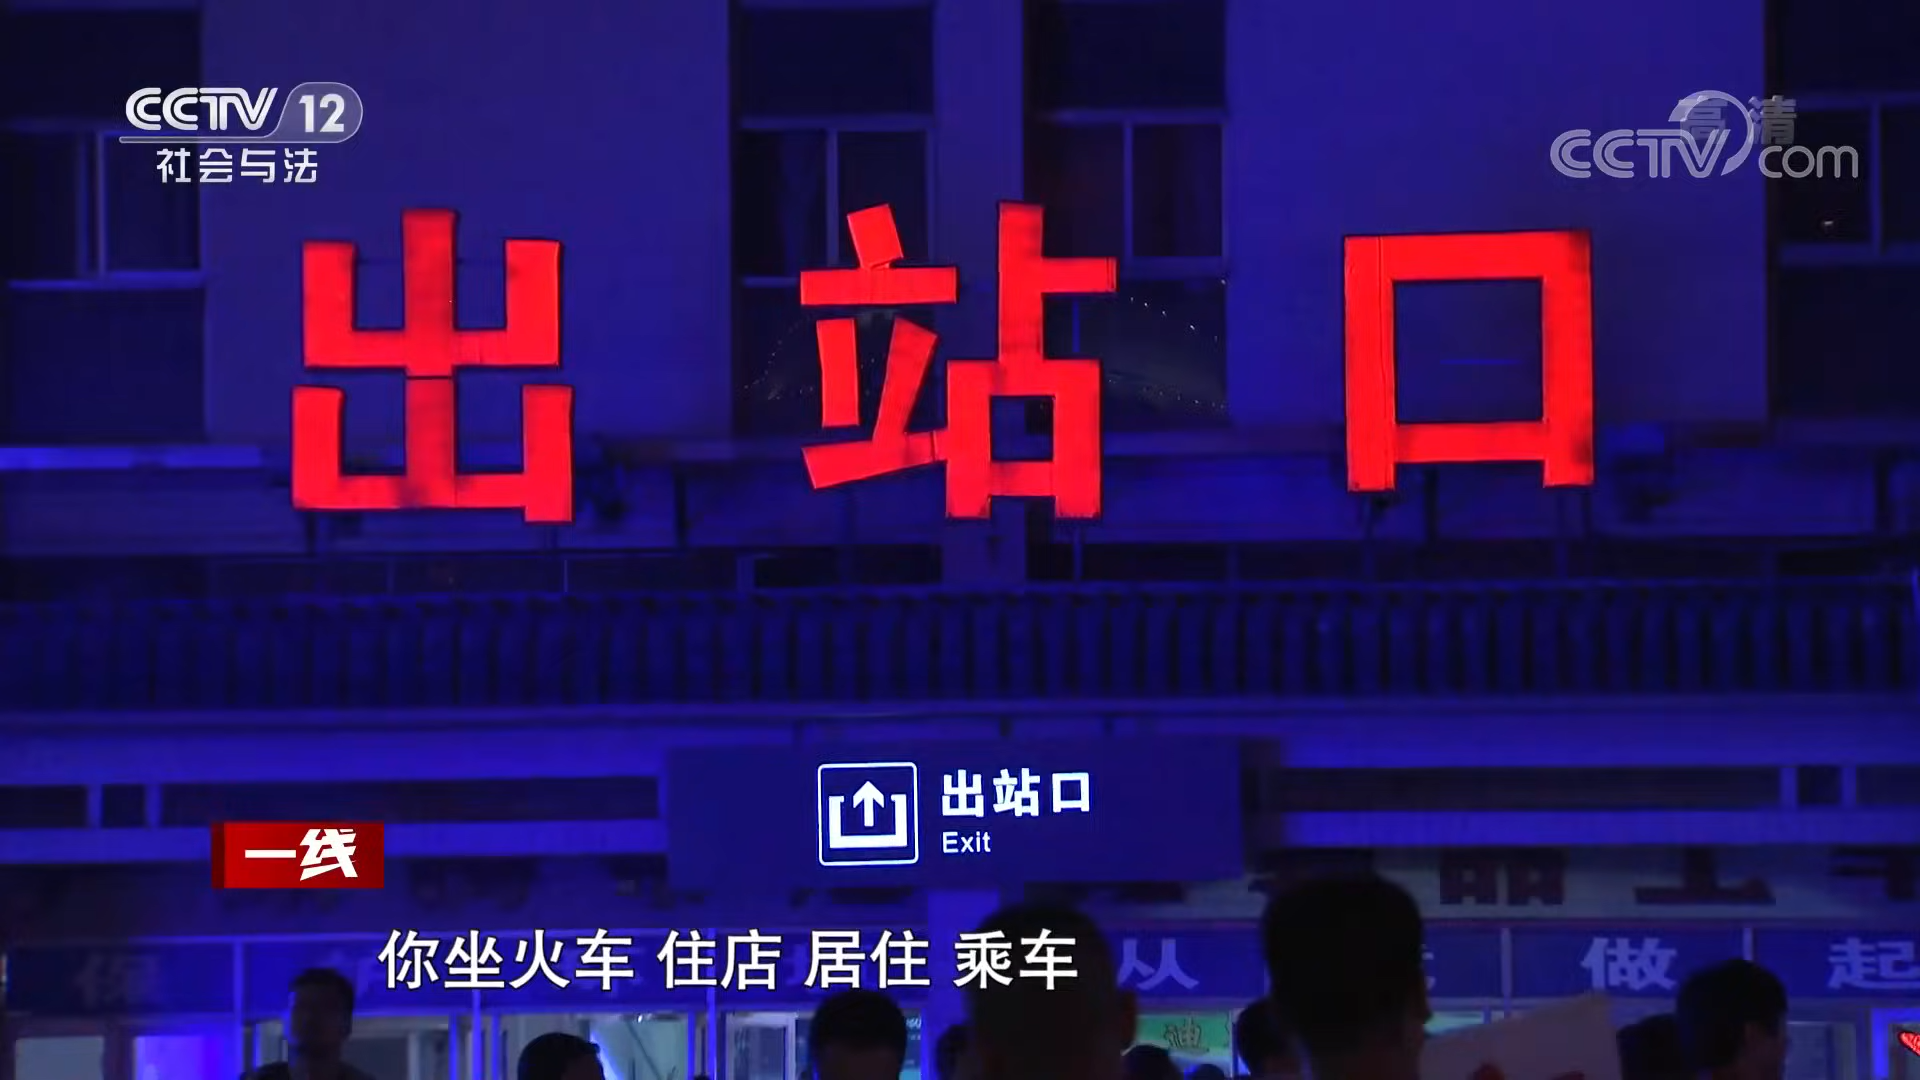 CCTV 12
社会与法
高清
CCTV.com
出站口
出站口
Exit
一线
你坐火车 住店 居住 乘车
从
做
起
迪